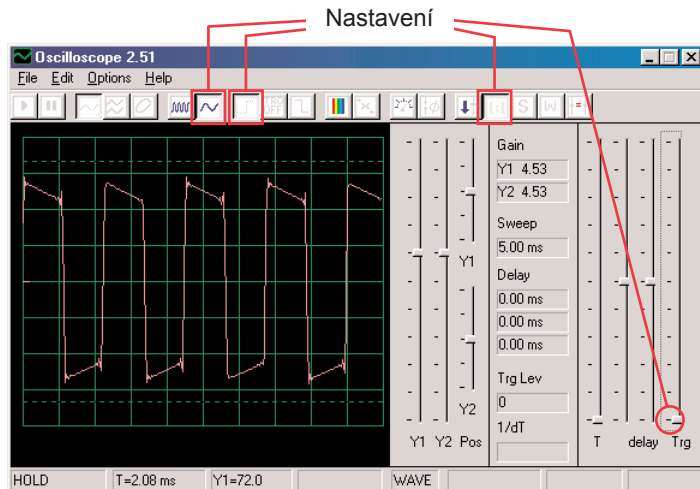 Nastavení
Oscilloscope 2.51
File Edit Options Help
Gain
Y1 4.53
Y2 4.53
Sweep
5.00 ms
Y1
Delay
0.00 ms
0.00 ms
0.00 ms
Trg Lev
0
Y2
1/dT
Y1 Y2 Pos
T delay Trg
HOLD T=2.08 ms Y1=72.0 WAVE